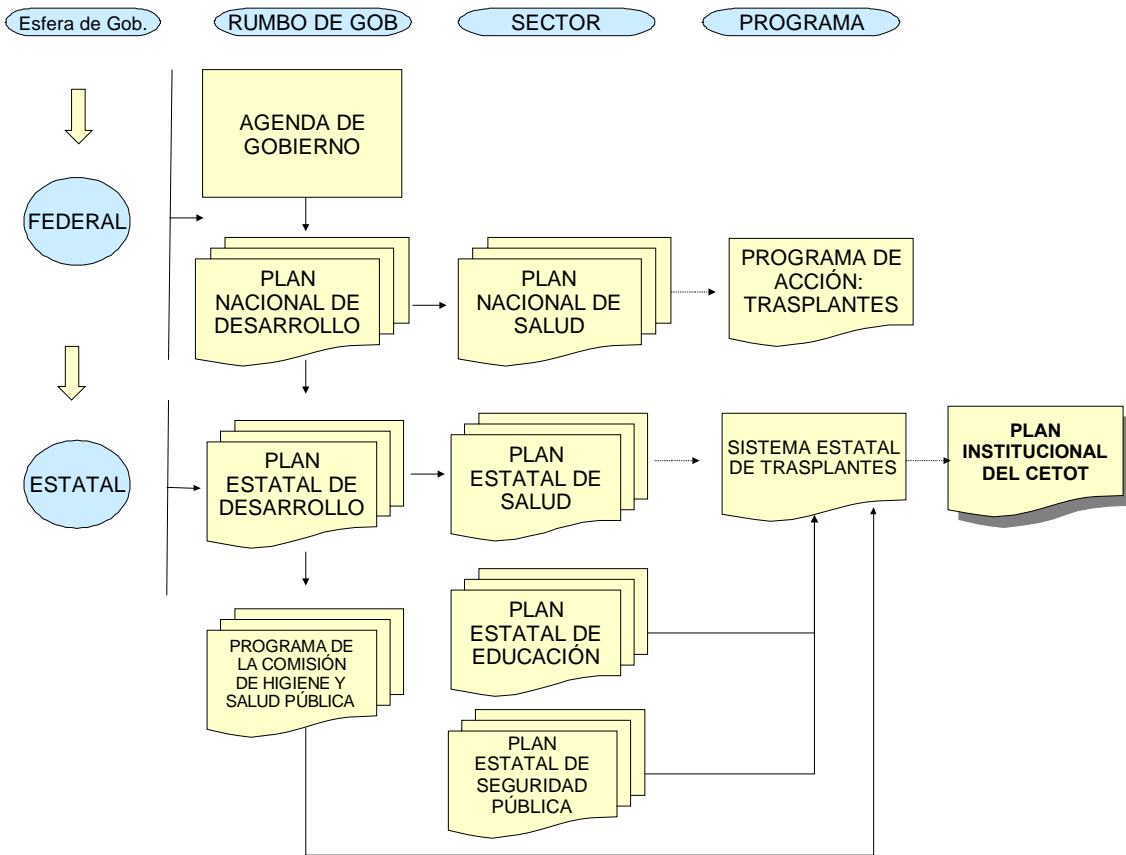 Esfera de Gob.
RUMBO DE GOB
SECTOR
PROGRAMA
AGENDA DE
GOBIERNO
FEDERAL
PLAN
NACIONAL DE
DESARROLLO
PLAN
NACIONAL DE
SALUD
PROGRAMA DE
ACCIÓN:
TRASPLANTES
ESTATAL
PLAN
ESTATAL DE
DESARROLLO
PLAN
ESTATAL DE
SALUD
SISTEMA ESTATAL
DE TRASPLANTES
PLAN
INSTITUCIONAL
DEL CETOT
PROGRAMA DE
LA COMISIÓN
DE HIGIENE Y
SALUD PÚBLICA
PLAN
ESTATAL DE
EDUCACIÓN
PLAN
ESTATAL DE
SEGURIDAD
PÚBLICA